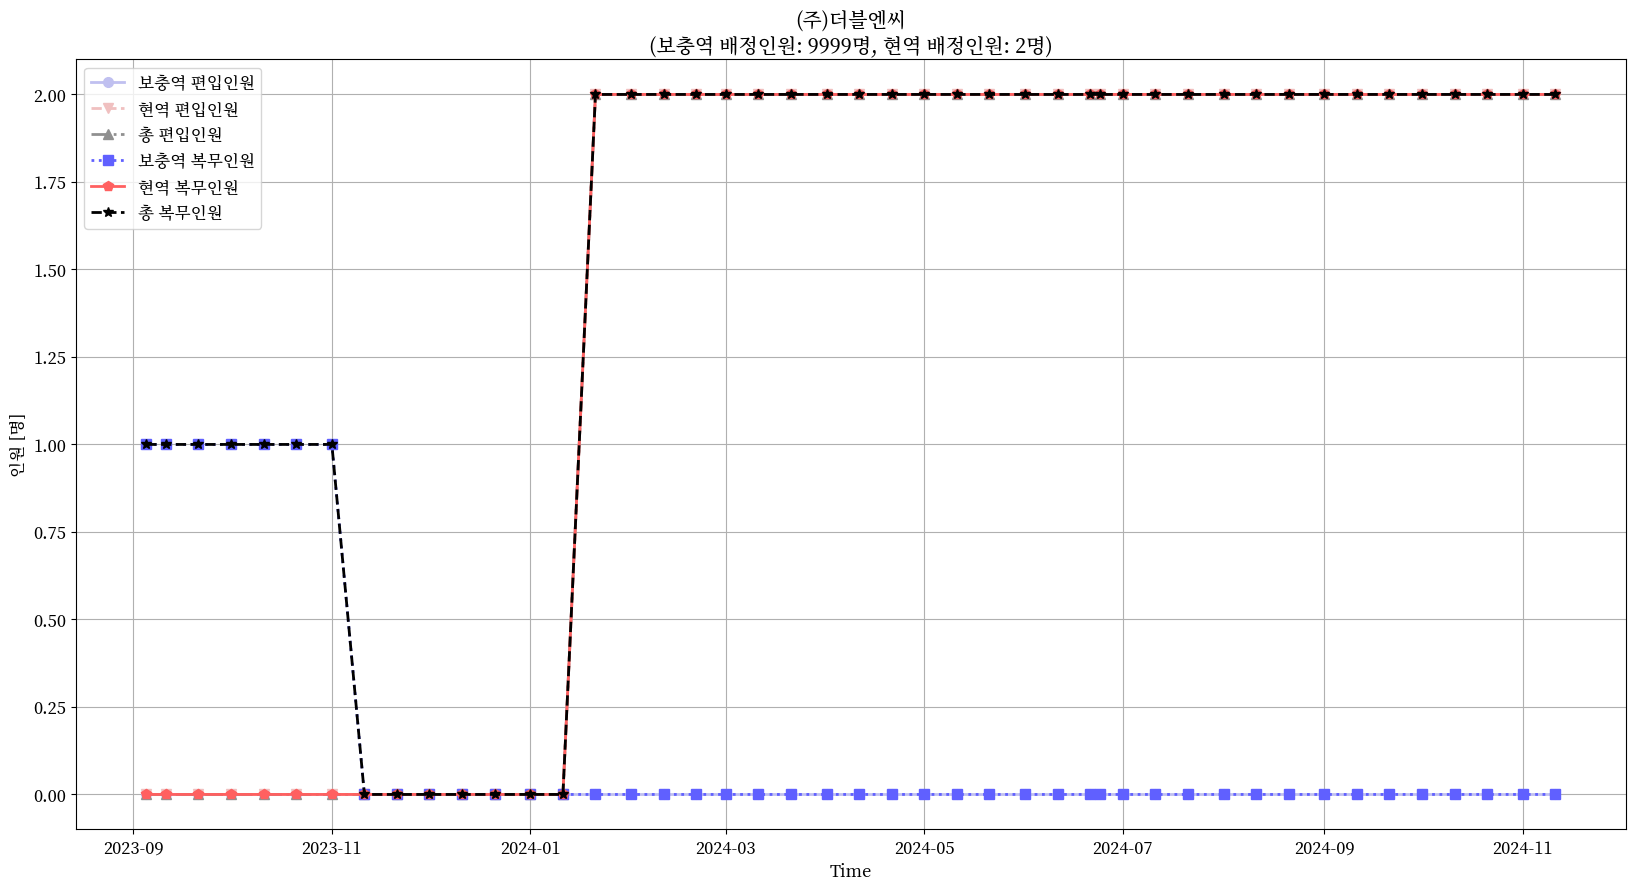 (주)더블엔씨
(보충역 배정인원: 9999명, 현역 배정인원: 2명)
보충역 편입인원
현역 편입인원
총 편입인원
보충역 복무인원
현역 복무인원
총 복무인원
2.00
1.75
1.50
1.25
1.00
0.75
0.50
0.25
0.00
인원 [명]
2023-09 2023-11 2024-01 2024-03 2024-05 2024-07 2024-09 2024-11
Time